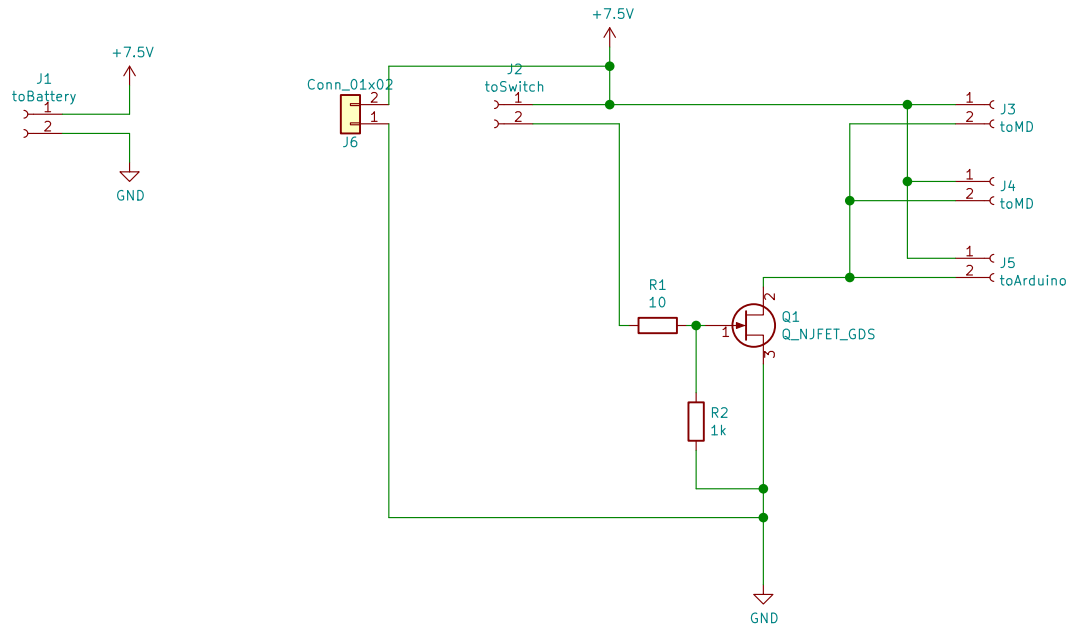 +7.5V
J1
toBattery
1
2
GND
+7.5V
Conn_01x02
2
1
J6
J2
toSwitch
1
2
1
2
J3
toMD
1
2
J4
toMD
1
2
J5
toArduino
R1
10
2
1
3
Q1
Q_NJFET_GDS
R2
1k
GND